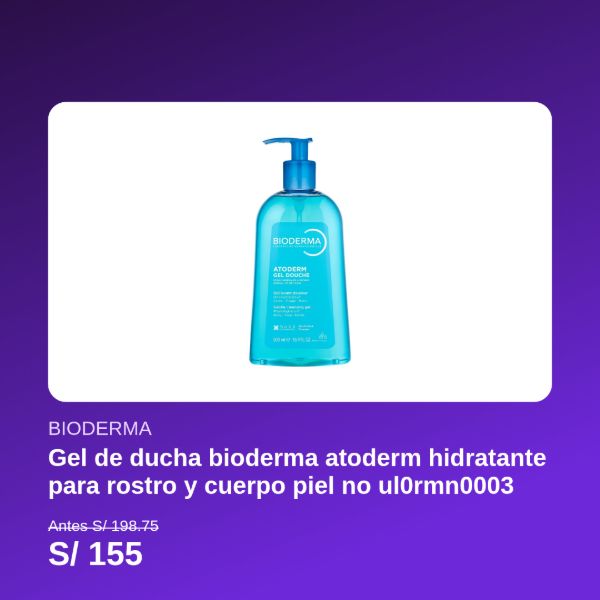 BIODERMA
ATODERM
GEL DOUCHE
BIODERMA
Gel de ducha bioderma atoderm hidratante
para rostro y cuerpo piel no ul0rmn0003
Antes S/ 198.75
S/ 155